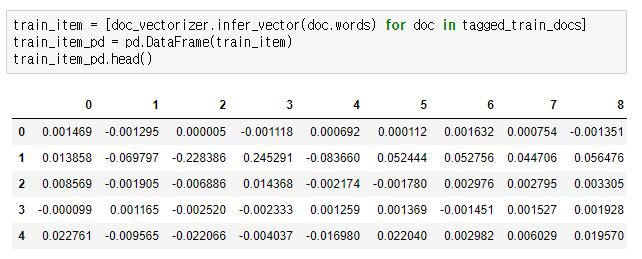 train_item = [doc_vectorizer.infer_vector(doc.words) for doc in tagged_train_docs]
train_item_pd = pd.DataFrame(train_item)
train_item_pd.head()
0 1 2 3 4 5 6 7 8
0 0.001469 -0.001295 0.000005 -0.001118 0.000692 0.000112 0.001632 0.000754 -0.001351
1 0.013858 -0.069797 -0.228386 0.245291 -0.083660 0.052444 0.052756 0.044706 0.056476
2 0.008569 -0.001905 -0.006886 0.014368 -0.002174 -0.001780 0.002976 0.002795 0.003305
3 -0.000099 0.001165 -0.002520 -0.002333 0.001259 0.001369 -0.001451 0.001527 0.001928
4 0.022761 -0.009565 -0.022066 -0.004037 -0.016980 0.022040 0.002982 0.006029 0.019570